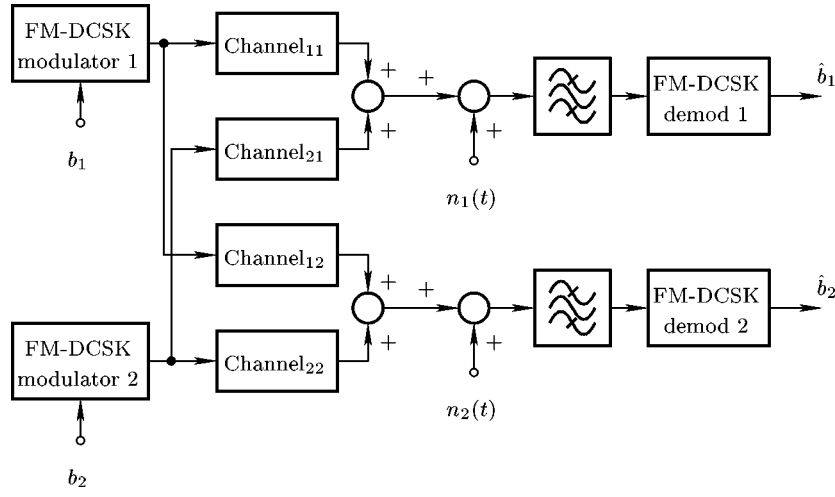 FM-DCSK
modulator 1
b₁
Channel₁₁
+
+
Channel₂₁
+
+
n₁(t)
FM-DCSK
demod 1
b̂₁
Channel₁₂
+
+
Channel₂₂
+
+
n₂(t)
FM-DCSK
demod 2
b̂₂
FM-DCSK
modulator 2
b₂